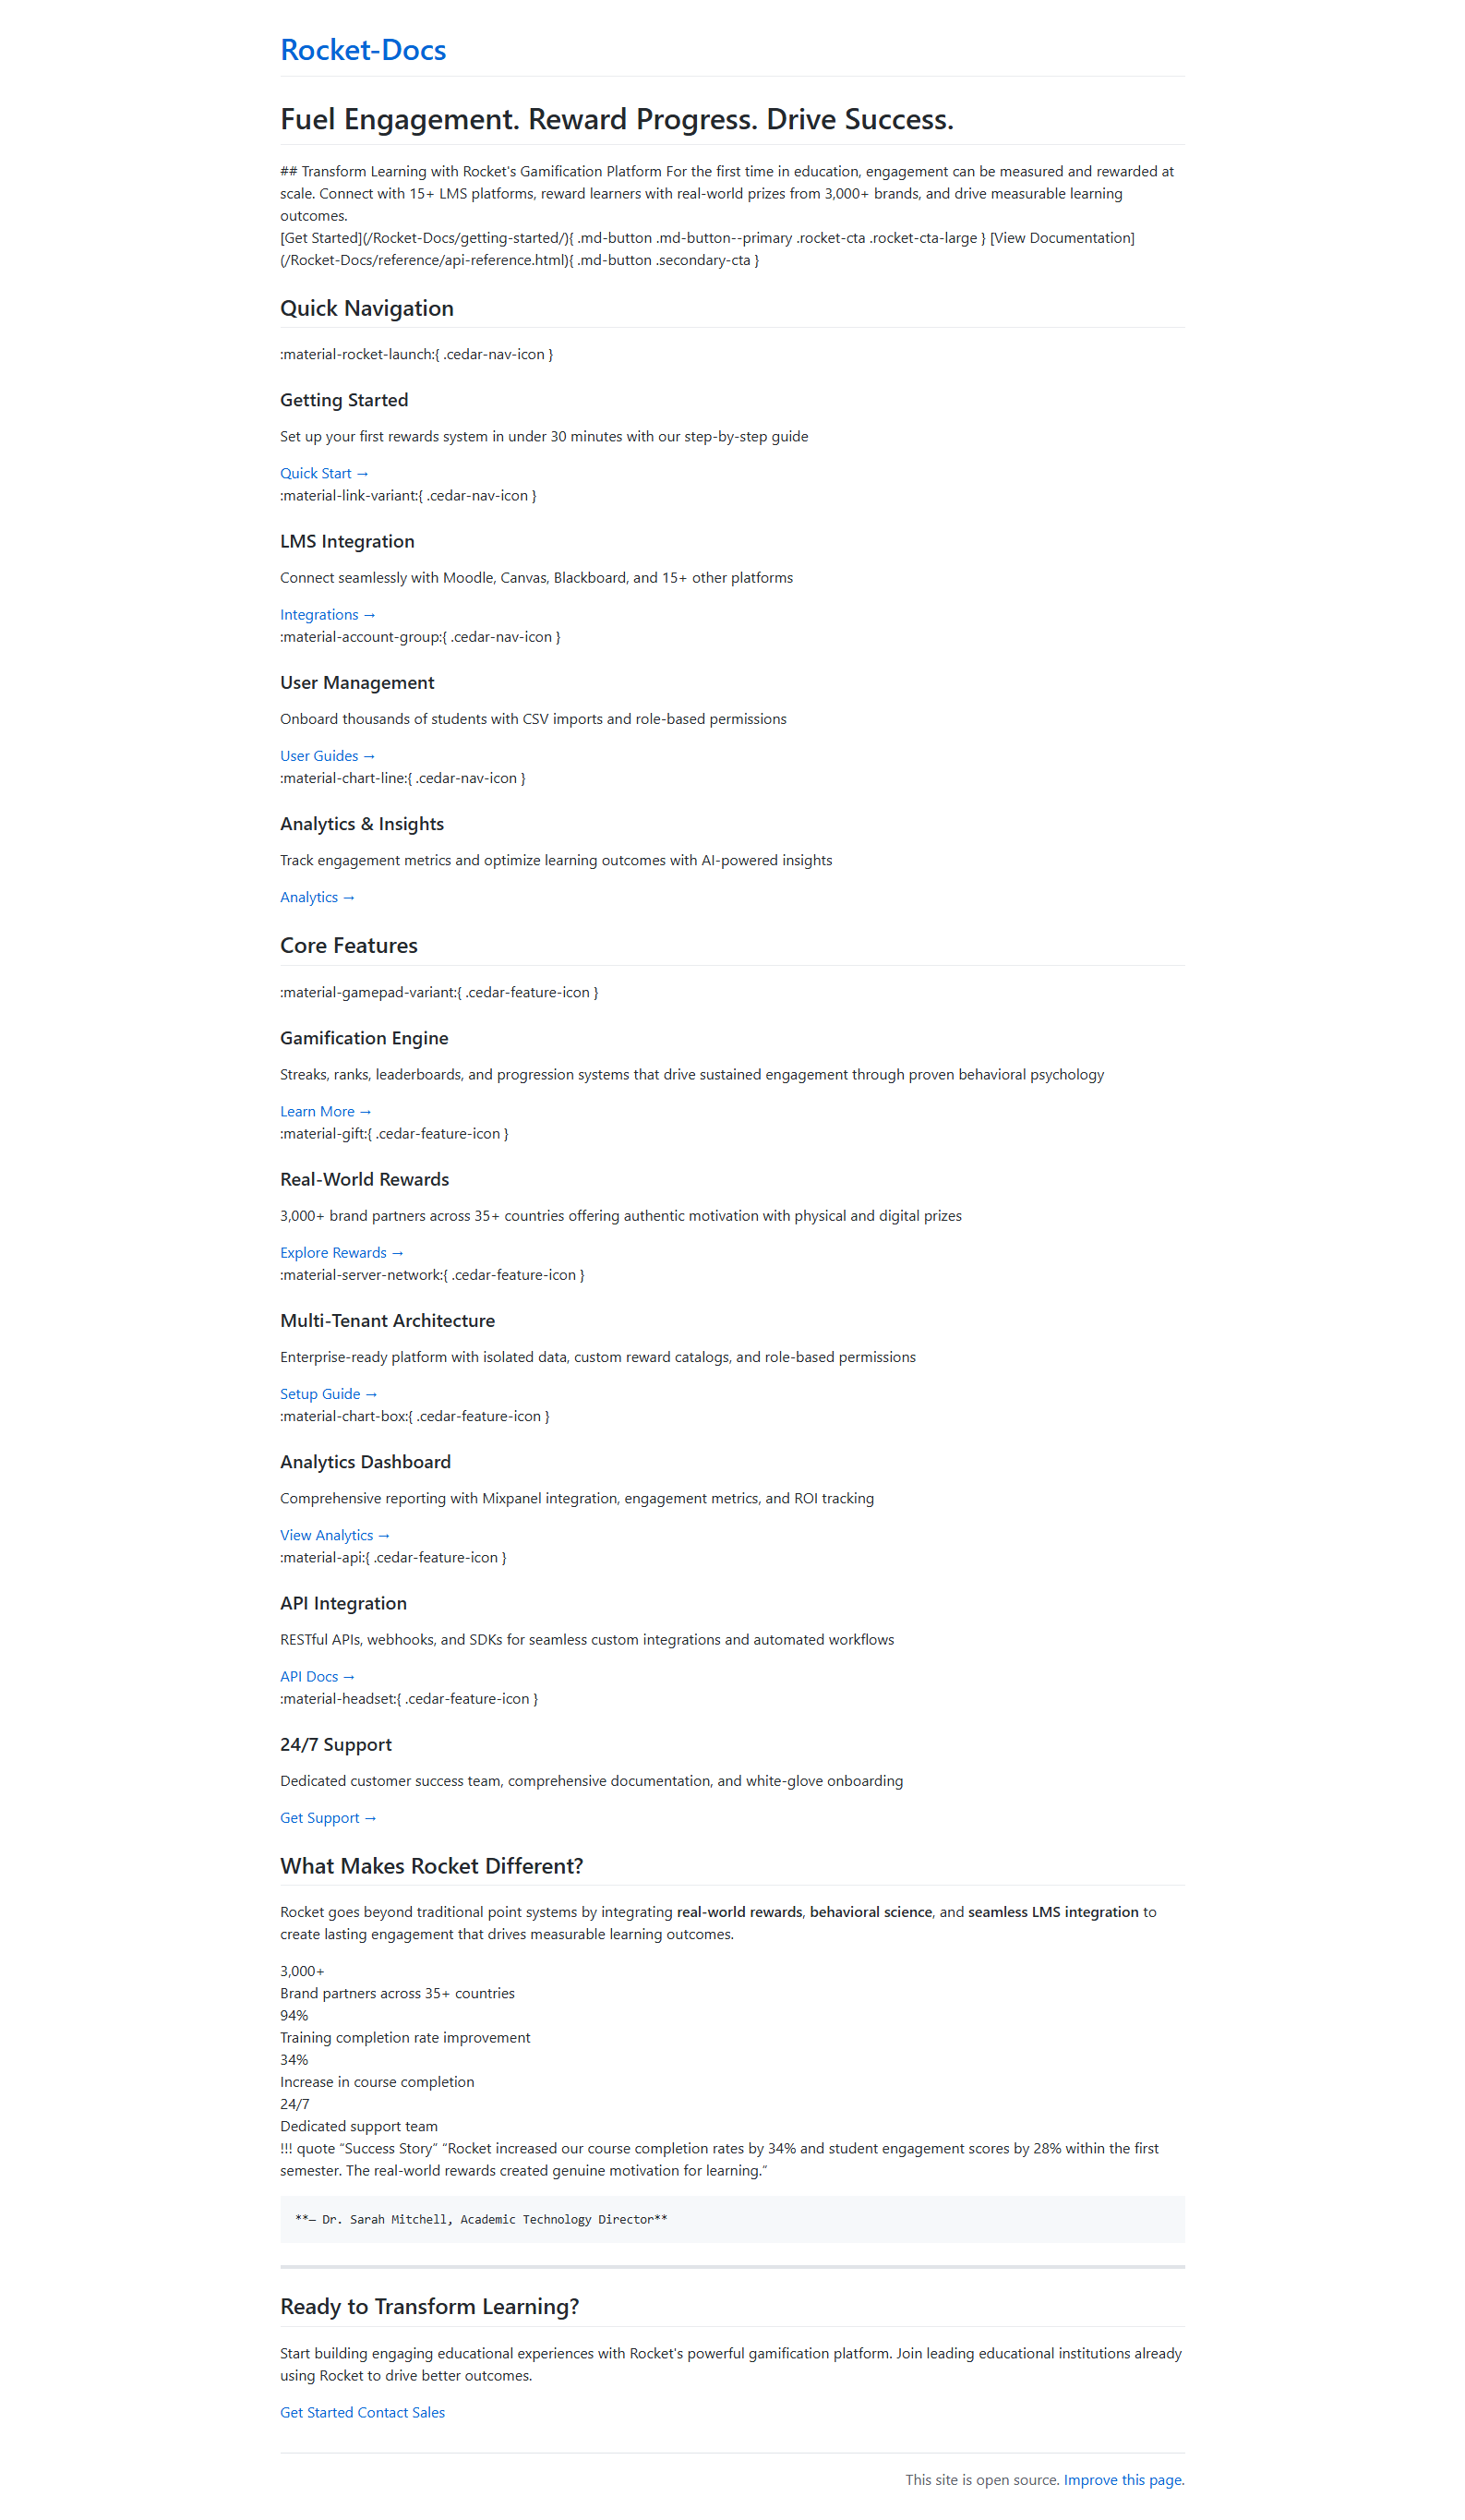 Rocket-Docs
Fuel Engagement. Reward Progress. Drive Success.
## Transform Learning with Rocket's Gamification Platform For the first time in education, engagement can be measured and rewarded at
scale. Connect with 15+ LMS platforms, reward learners with real-world prizes from 3,000+ brands, and drive measurable learning
outcomes.
[Get Started](/Rocket-Docs/getting-started/){ .md-button .md-button--primary .rocket-cta .rocket-cta-large } [View Documentation]
(/Rocket-Docs/reference/api-reference.html){ .md-button .secondary-cta }
Quick Navigation
:material-rocket-launch:{ .cedar-nav-icon }
Getting Started
Set up your first rewards system in under 30 minutes with our step-by-step guide
Quick Start →
:material-link-variant:{ .cedar-nav-icon }
LMS Integration
Connect seamlessly with Moodle, Canvas, Blackboard, and 15+ other platforms
Integrations →
:material-account-group:{ .cedar-nav-icon }
User Management
Onboard thousands of students with CSV imports and role-based permissions
User Guides →
:material-chart-line:{ .cedar-nav-icon }
Analytics & Insights
Track engagement metrics and optimize learning outcomes with AI-powered insights
Analytics →
Core Features
:material-gamepad-variant:{ .cedar-feature-icon }
Gamification Engine
Streaks, ranks, leaderboards, and progression systems that drive sustained engagement through proven behavioral psychology
Learn More →
:material-gift:{ .cedar-feature-icon }
Real-World Rewards
3,000+ brand partners across 35+ countries offering authentic motivation with physical and digital prizes
Explore Rewards →
:material-server-network:{ .cedar-feature-icon }
Multi-Tenant Architecture
Enterprise-ready platform with isolated data, custom reward catalogs, and role-based permissions
Setup Guide →
:material-chart-box:{ .cedar-feature-icon }
Analytics Dashboard
Comprehensive reporting with Mixpanel integration, engagement metrics, and ROI tracking
View Analytics →
:material-api:{ .cedar-feature-icon }
API Integration
RESTful APIs, webhooks, and SDKs for seamless custom integrations and automated workflows
API Docs →
:material-headset:{ .cedar-feature-icon }
24/7 Support
Dedicated customer success team, comprehensive documentation, and white-glove onboarding
Get Support →
What Makes Rocket Different?
Rocket goes beyond traditional point systems by integrating real-world rewards, behavioral science, and seamless LMS integration to
create lasting engagement that drives measurable learning outcomes.
3,000+
Brand partners across 35+ countries
94%
Training completion rate improvement
34%
Increase in course completion
24/7
Dedicated support team
!!! quote “Success Story” “Rocket increased our course completion rates by 34% and student engagement scores by 28% within the first
semester. The real-world rewards created genuine motivation for learning.”
**— Dr. Sarah Mitchell, Academic Technology Director**
Ready to Transform Learning?
Start building engaging educational experiences with Rocket's powerful gamification platform. Join leading educational institutions already
using Rocket to drive better outcomes.
Get Started Contact Sales
This site is open source. Improve this page.